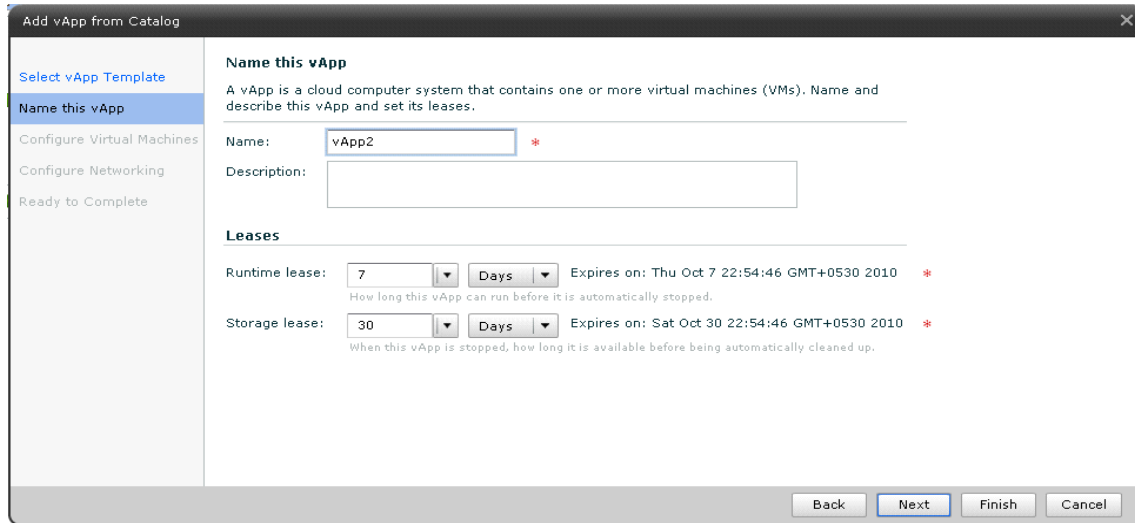 Add vApp from Catalog
Select vApp Template
Name this vApp
Configure Virtual Machines
Configure Networking
Ready to Complete
Name this vApp
A vApp is a cloud computer system that contains one or more virtual machines (VMs). Name and
describe this vApp and set its leases.
Name: vApp2 *
Description:
Leases
Runtime lease: 7 Days Expires on: Thu Oct 7 22:54:46 GMT+0530 2010 *
How long this vApp can run before it is automatically stopped.
Storage lease: 30 Days Expires on: Sat Oct 30 22:54:46 GMT+0530 2010 *
When this vApp is stopped, how long it is available before being automatically cleaned up.
Back Next Finish Cancel